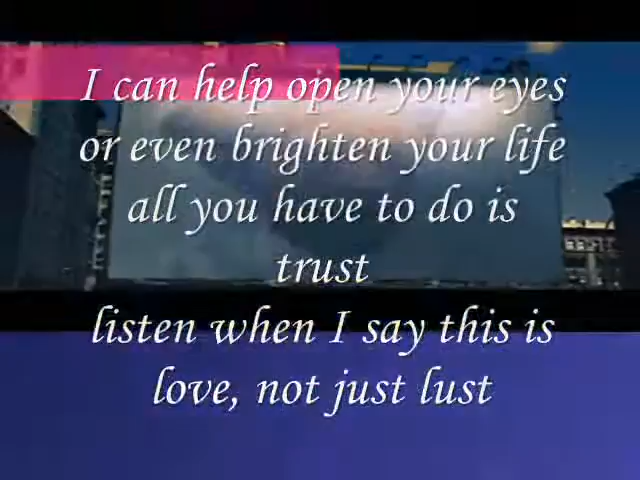 I can help open your eyes
or even brighten your life
all you have to do is
trust
listen when I say this is
love, not just lust